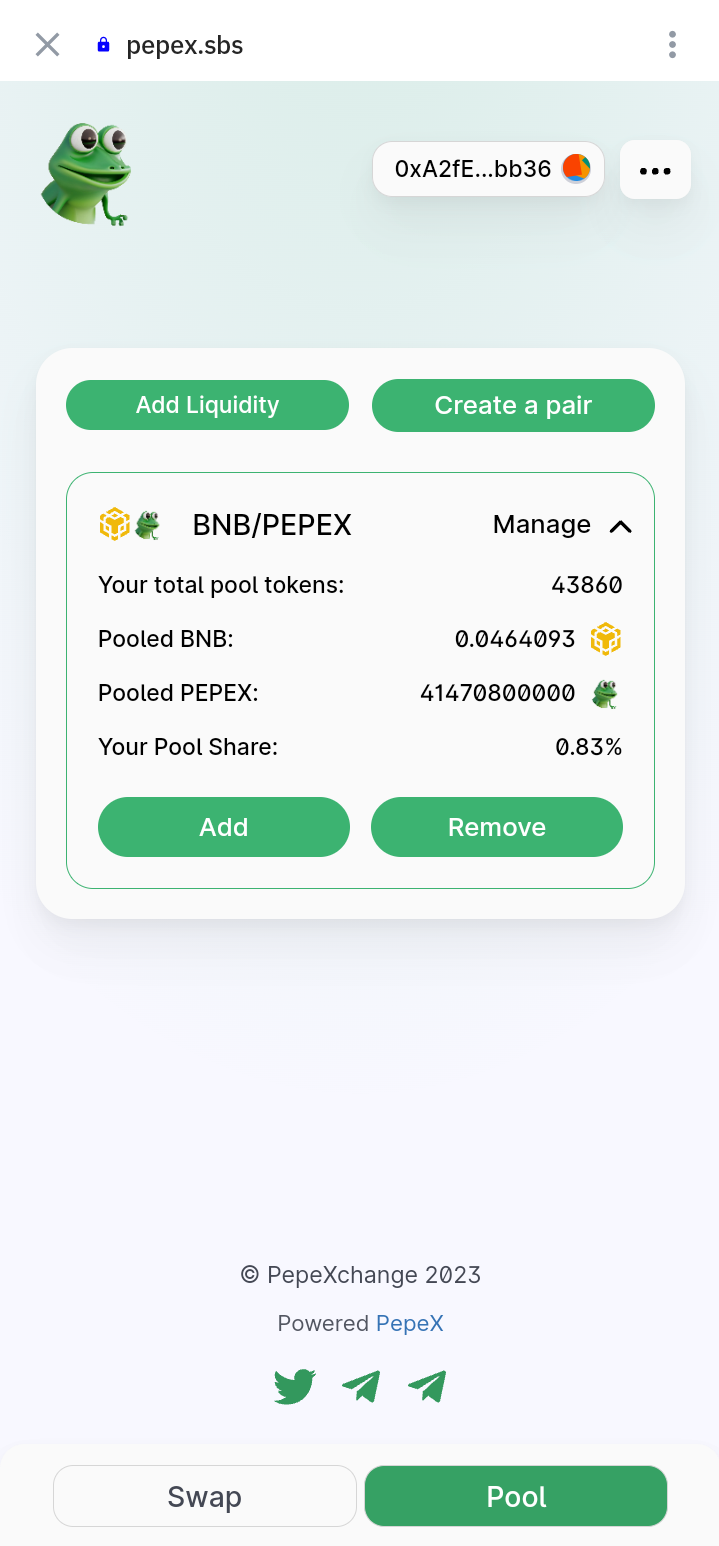 pepex.sbs
0xA2fE...bb36
Add Liquidity
Create a pair
BNB/PEPEX
Manage
Your total pool tokens:
43860
Pooled BNB:
0.0464093
Pooled PEPEX:
41470800000
Your Pool Share:
0.83%
Add
Remove
© PepeXchange 2023
Powered PepeX
Swap
Pool